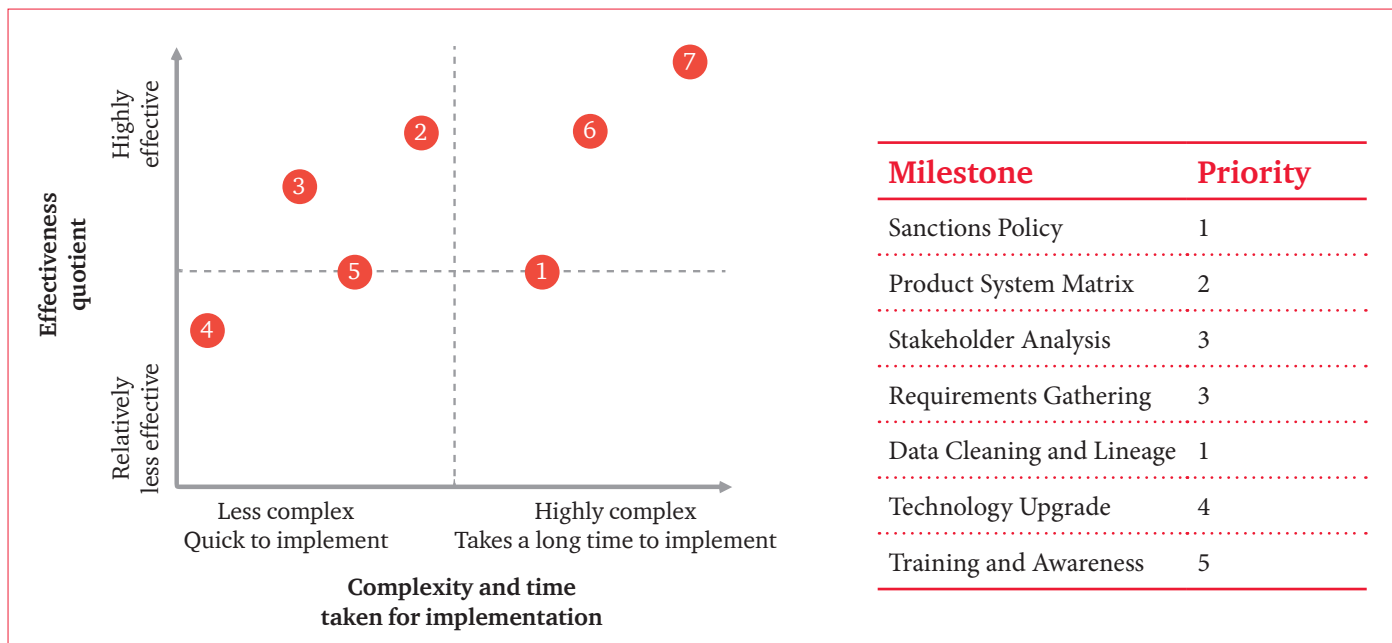 Highly
effective
Effectiveness
quotient
Relatively
less effective
7
2
6
3
5
1
4
Less complex
Quick to implement
Highly complex
Takes a long time to implement
Complexity and time
taken for implementation
Milestone Priority
Sanctions Policy 1
Product System Matrix 2
Stakeholder Analysis 3
Requirements Gathering 3
Data Cleaning and Lineage 1
Technology Upgrade 4
Training and Awareness 5